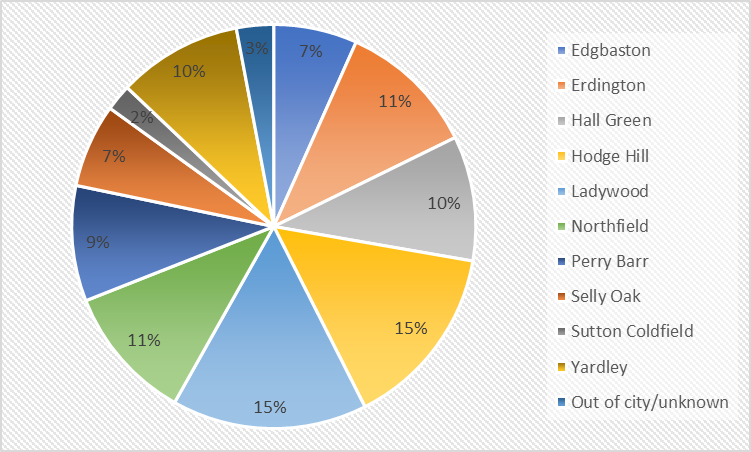 7%
11%
10%
15%
15%
11%
9%
7%
2%
10%
3%
Edgbaston
Erdington
Hall Green
Hodge Hill
Ladywood
Northfield
Perry Barr
Selly Oak
Sutton Coldfield
Yardley
Out of city/unknown